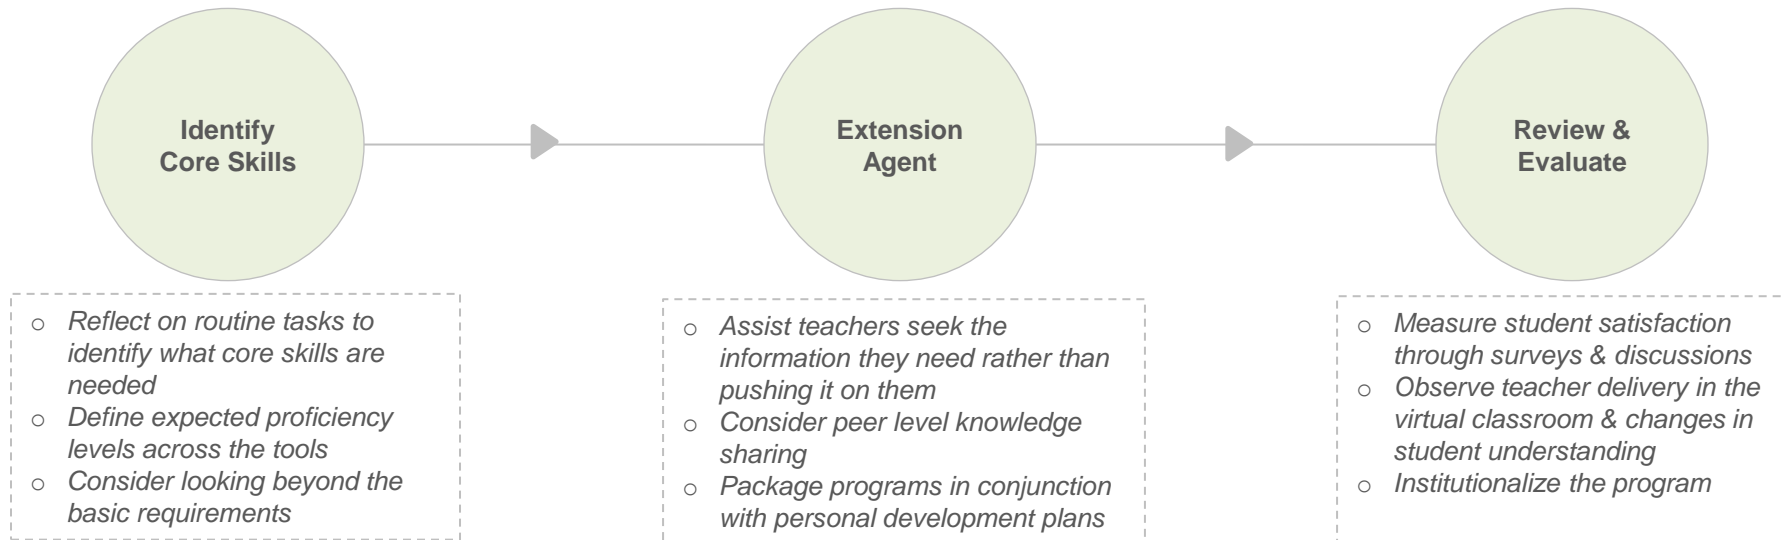 Identify
Core Skills
Extension
Agent
Review &
Evaluate
o Reflect on routine tasks to
identify what core skills are
needed
o Define expected proficiency
levels across the tools
o Consider looking beyond the
basic requirements
o Assist teachers seek the
information they need rather than
pushing it on them
o Consider peer level knowledge
sharing
o Package programs in conjunction
with personal development plans
o Measure student satisfaction
through surveys & discussions
o Observe teacher delivery in the
virtual classroom & changes in
student understanding
o Institutionalize the program